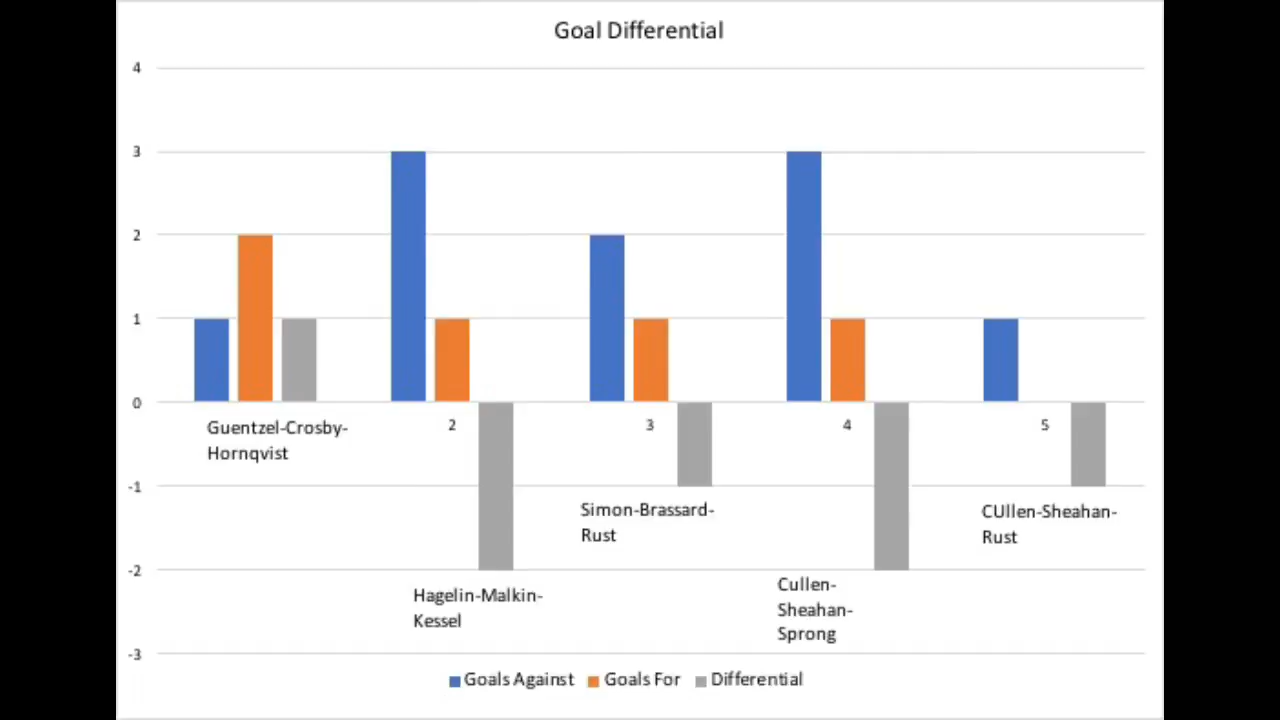 Goal Differential
4
3
2
1
0
-1
-2
-3
2
3
4
5
Guentzel-Crosby-
Hornqvist
Hagelin-Malkin-
Kessel
Simon-Brassard-
Rust
Cullen-
Sheahan-
Sprong
CUllen-Sheahan-
Rust
Goals Against Goals For Differential